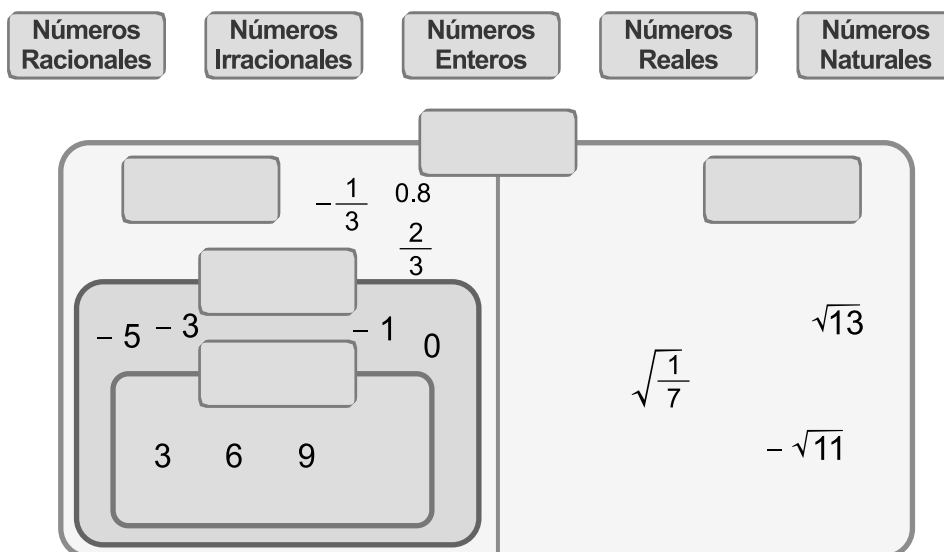 Números
Racionales
Números
Irracionales
Números
Enteros
Números
Reales
Números
Naturales
− 1/3
0.8
2/3
− 5
− 3
− 1
0
√13
√(1/7)
3 6 9
− √11